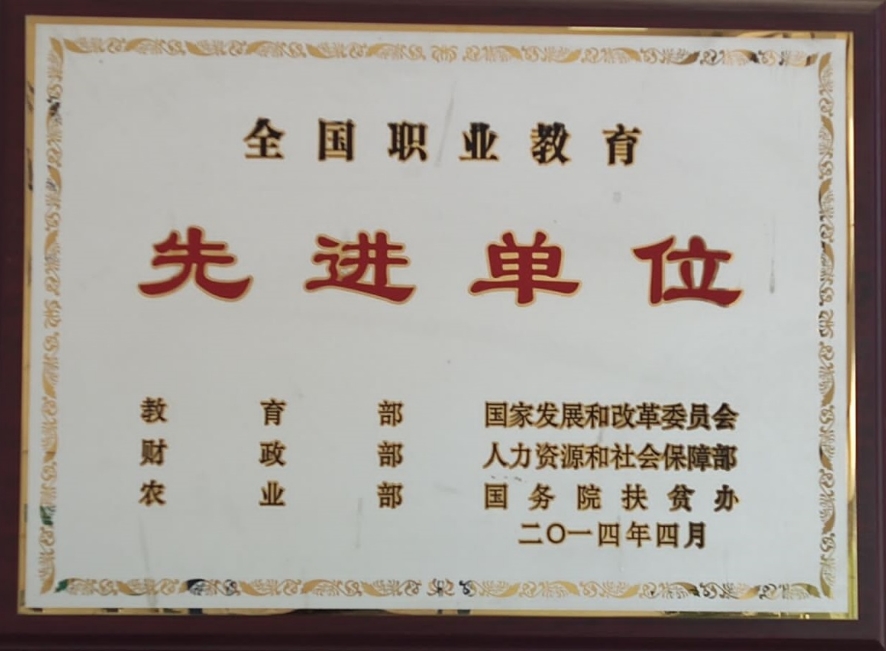 全国职业教育
先进单位
教育部 国家发展和改革委员会
财政部 人力资源和社会保障部
农业部 国务院扶贫办
二〇一四年四月